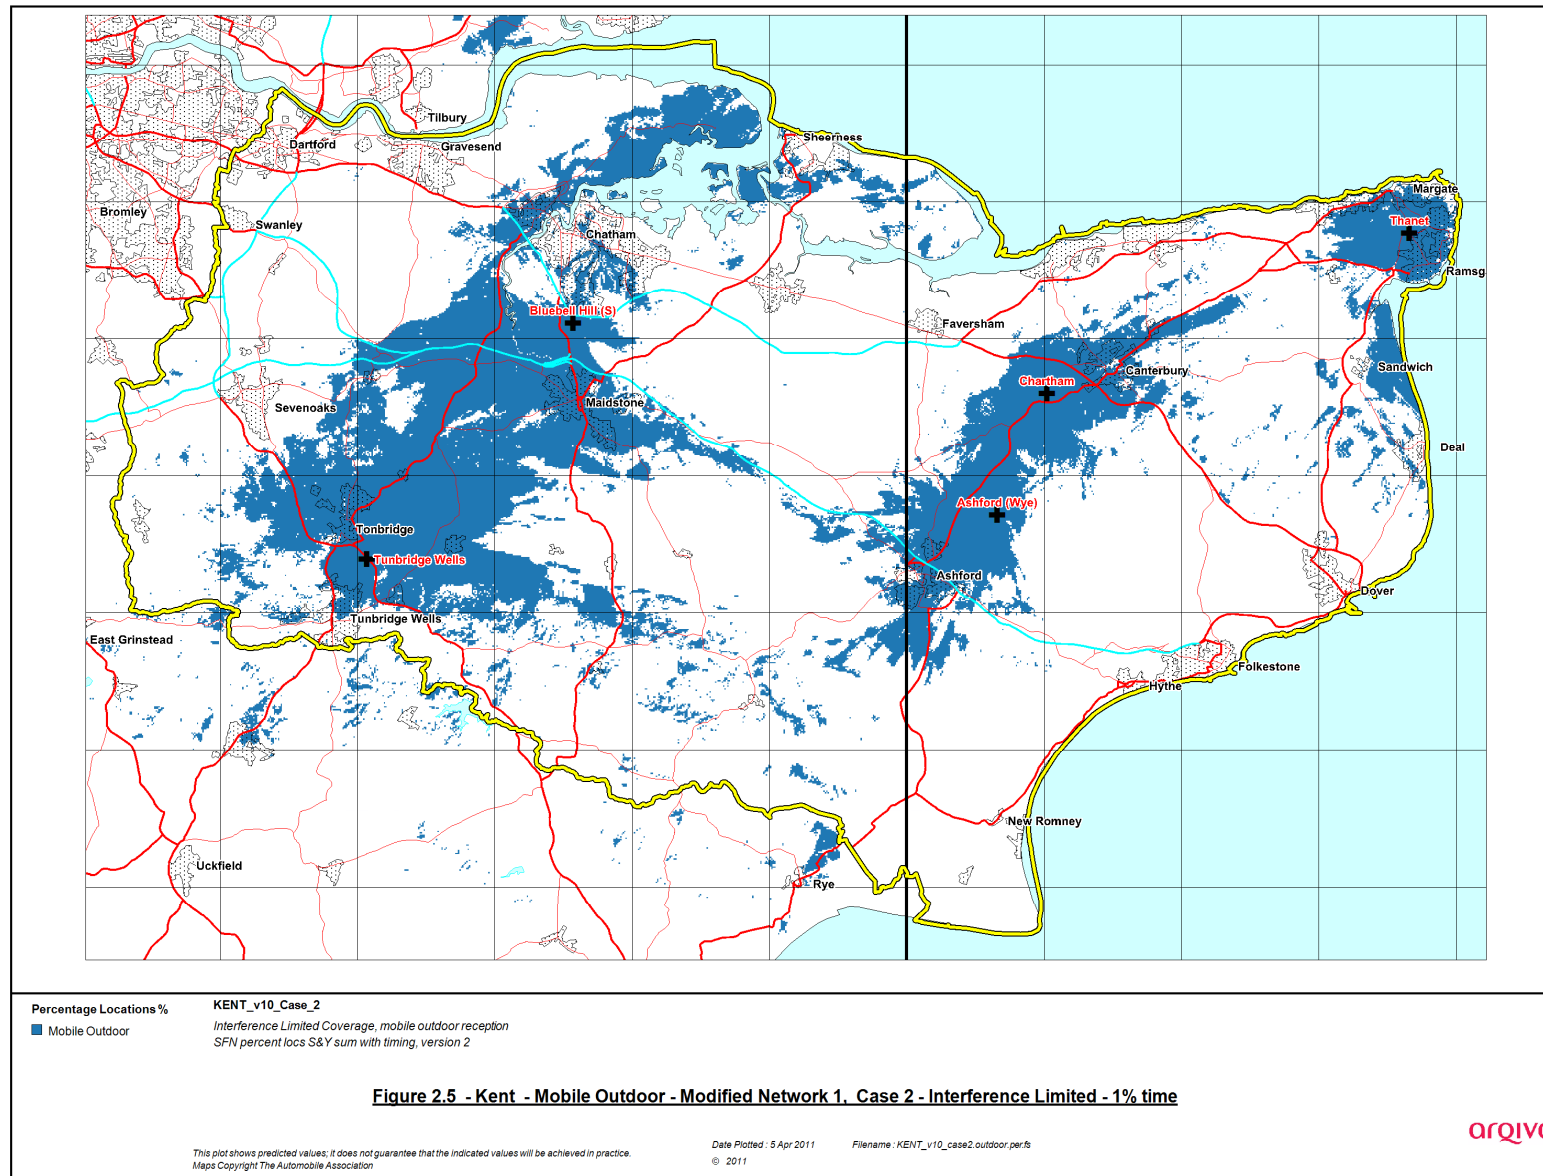 Tilbury
Dartford
Gravesend
Sheerness
Bromley
Swanley
Chatham
Margate
Thanet
Ramsg
Bluebell Hill (S)
Faversham
Sandwich
Canterbury
Chartham
Sevenoaks
Maidstone
Deal
Ashford (Wye)
Tonbridge
Tunbridge Wells
Ashford
Dover
Tunbridge Wells
East Grinstead
Folkestone
Hythe
New Romney
Uckfield
Rye
Percentage Locations %
Mobile Outdoor
KENT_v10_Case_2
Interference Limited Coverage, mobile outdoor reception
SFN percent locs S&Y sum with timing, version 2
Figure 2.5 - Kent - Mobile Outdoor - Modified Network 1, Case 2 - Interference Limited - 1% time
This plot shows predicted values; it does not guarantee that the indicated values will be achieved in practice.
Maps Copyright The Automobile Association
Date Plotted : 5 Apr 2011 Filename : KENT_v10_case2.outdoor.per.fs
© 2011
arqiva